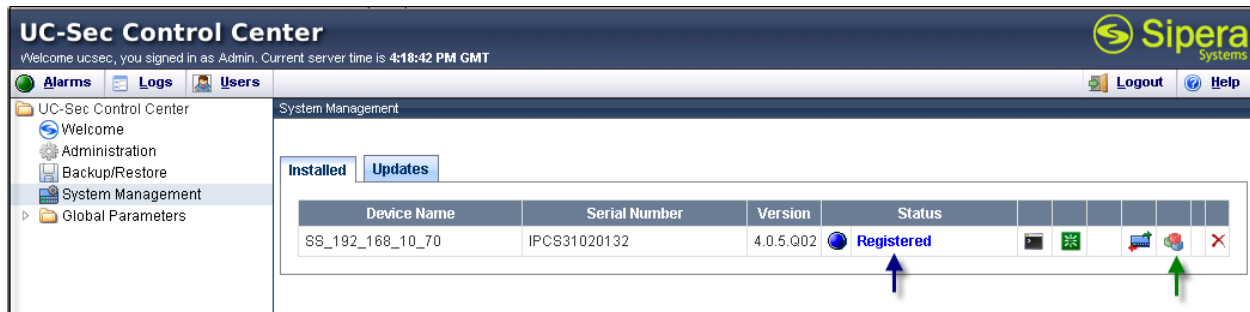 UC-Sec Control Center
Welcome ucsec, you signed in as Admin. Current server time is 4:18:42 PM GMT
Sipera
Systems
Alarms Logs Users Logout Help
UC-Sec Control Center
Welcome
Administration
Backup/Restore
System Management
Global Parameters
System Management
Installed Updates
Device Name Serial Number Version Status
SS_192_168_10_70 IPCS31020132 4.0.5.Q02 Registered